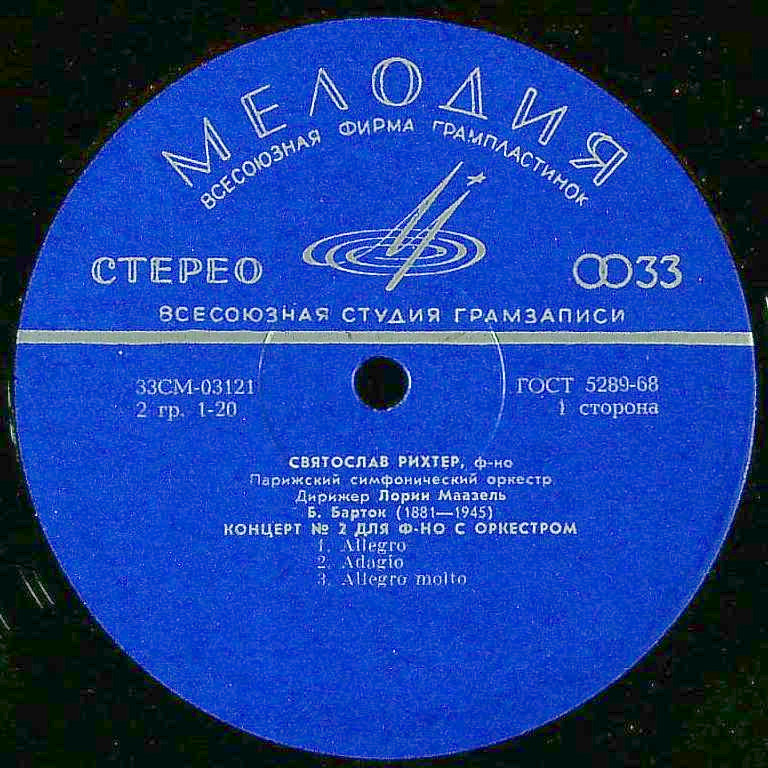 МЕЛОДИЯ
ВСЕСОЮЗНАЯ ФИРМА ГРАМПЛАСТИНОК
СТЕРЕО
33
ВСЕСОЮЗНАЯ СТУДИЯ ГРАМЗАПИСИ
33СМ-03121
ГОСТ 5289-68
2 гр. 1-20
1 сторона
СВЯТОСЛАВ РИХТЕР, ф-но
Парижский симфонический оркестр
Дирижер Лорин Маазель
Б. Барток (1881—1945)
КОНЦЕРТ № 2 ДЛЯ Ф-НО С ОРКЕСТРОМ
1. Allegro
2. Adagio
3. Allegro molto